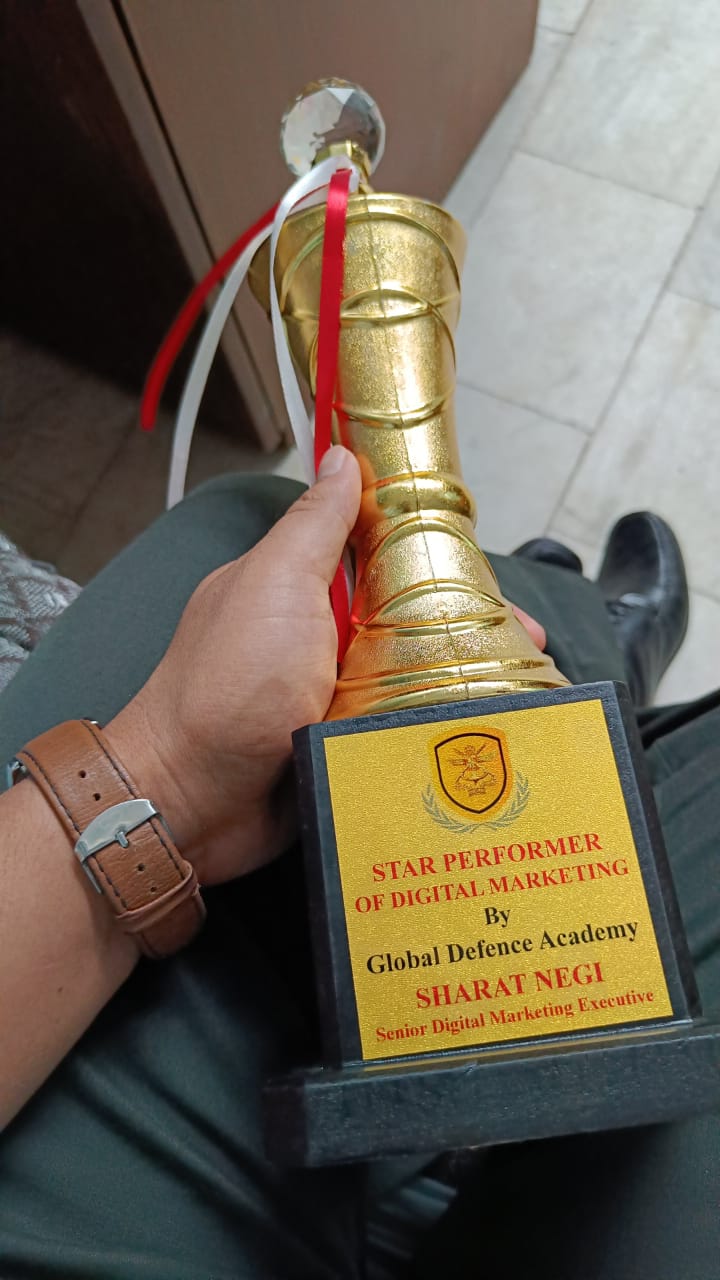 STAR PERFORMER
OF DIGITAL MARKETING
By
Global Defence Academy
SHARAT NEGI
Senior Digital Marketing Executive